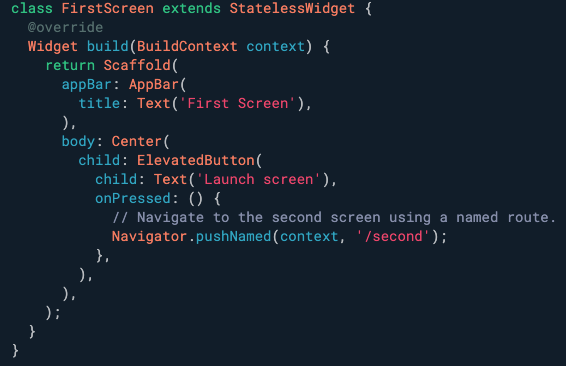 class FirstScreen extends StatelessWidget {
  @override
  Widget build(BuildContext context) {
    return Scaffold(
      appBar: AppBar(
        title: Text('First Screen'),
      ),
      body: Center(
        child: ElevatedButton(
          child: Text('Launch screen'),
          onPressed: () {
            // Navigate to the second screen using a named route.
            Navigator.pushNamed(context, '/second');
          },
        ),
      ),
    );
  }
}